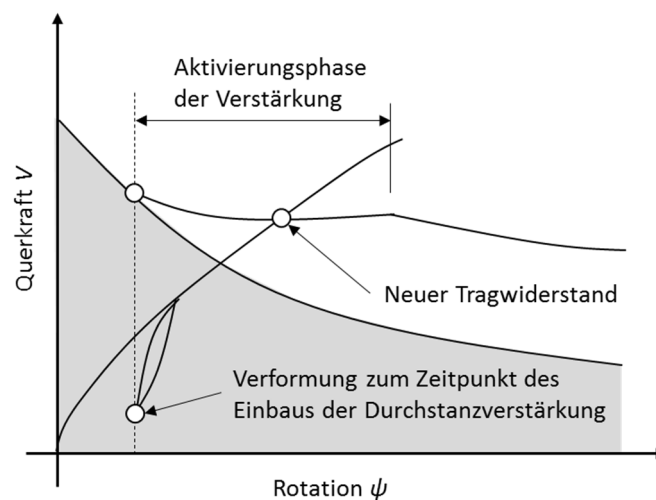 Aktivierungsphase
der Verstärkung
Querkraft V
Neuer Tragwiderstand
Verformung zum Zeitpunkt des
Einbaus der Durchstanzverstärkung
Rotation ψ